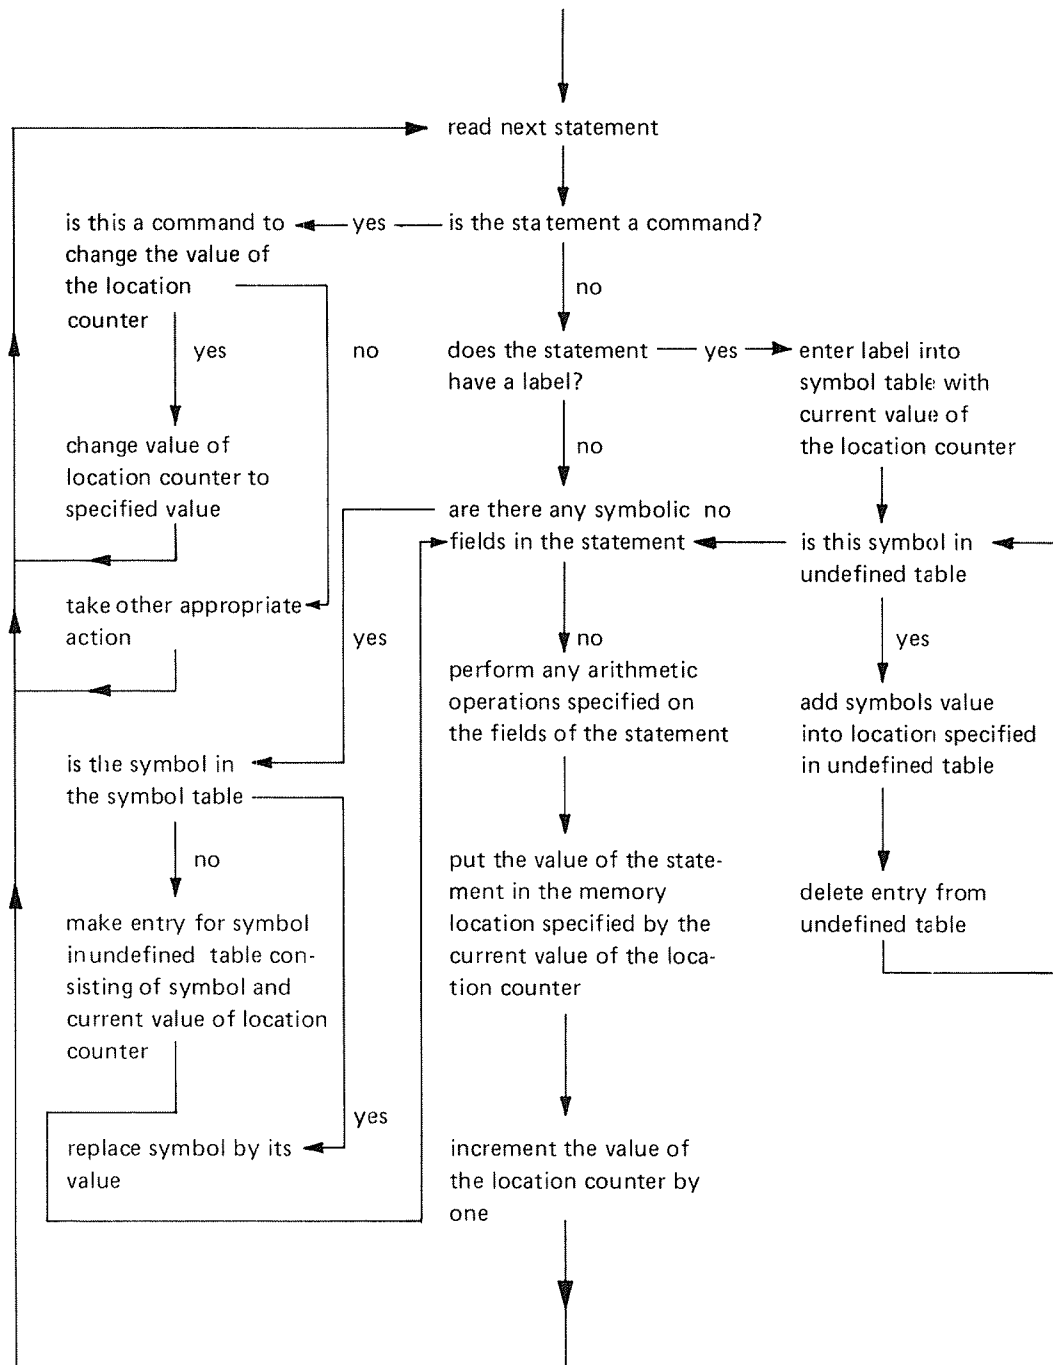 read next statement
is this a command to
change the value of
the location
counter
yes
is the statement a command?
no
yes
no
does the statement
have a label?
yes
enter label into
symbol table with
current value of
the location counter
change value of
location counter to
specified value
no
are there any symbolic
fields in the statement
no
is this symbol in
undefined table
take other appropriate
action
yes
no
yes
perform any arithmetic
operations specified on
the fields of the statement
add symbols value
into location specified
in undefined table
is the symbol in
the symbol table
no
put the value of the state-
ment in the memory
location specified by the
current value of the loca-
tion counter
delete entry from
undefined table
make entry for symbol
in undefined table con-
sisting of symbol and
current value of location
counter
yes
replace symbol by its
value
increment the value of
the location counter by
one